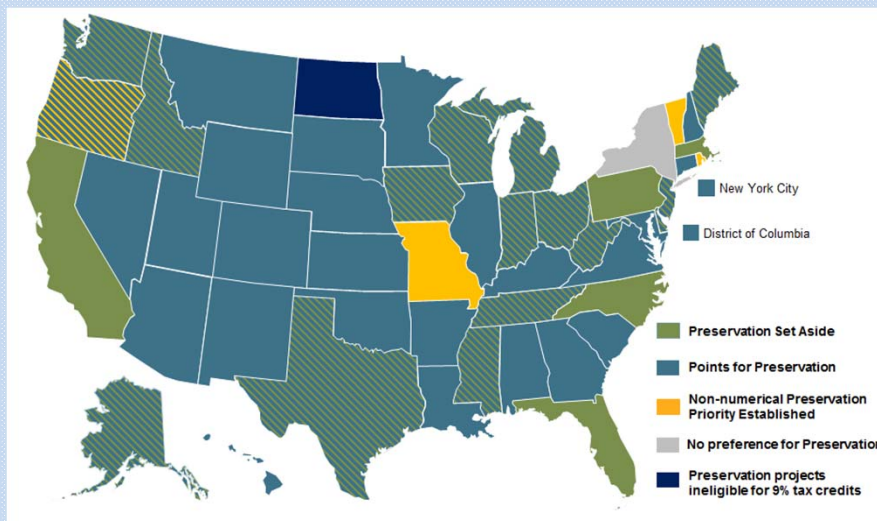 New York City
District of Columbia
Preservation Set Aside
Points for Preservation
Non-numerical Preservation
Priority Established
No preference for Preservation
Preservation projects
ineligible for 9% tax credits